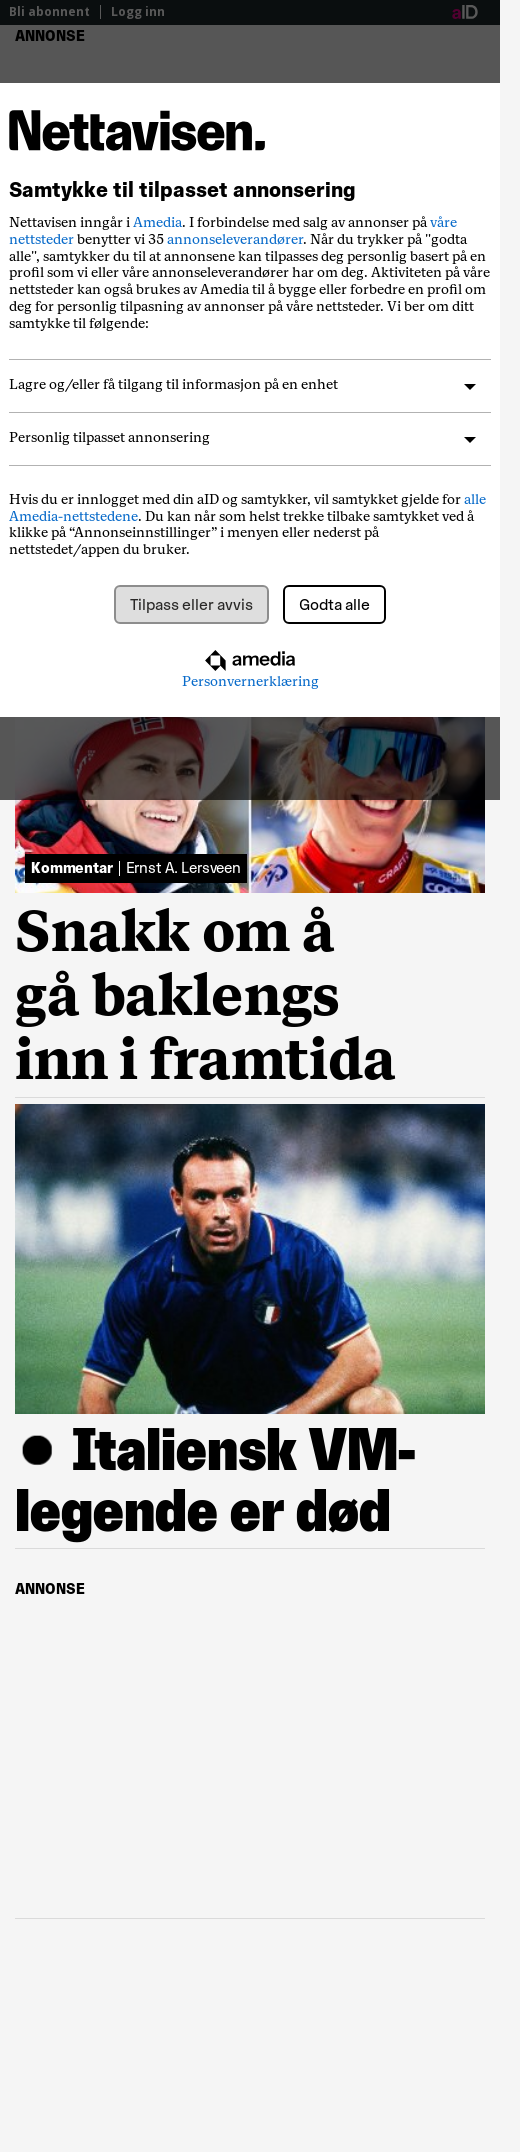 Bli abonnent | Logg inn aID
ANNONSE
Nettavisen.
Samtykke til tilpasset annonsering
Nettavisen inngår i Amedia. I forbindelse med salg av annonser på våre
nettsteder benytter vi 35 annonseleverandører. Når du trykker på "godta
alle", samtykker du til at annonsene kan tilpasses deg personlig basert på en
profil som vi eller våre annonseleverandører har om deg. Aktiviteten på våre
nettsteder kan også brukes av Amedia til å bygge eller forbedre en profil om
deg for personlig tilpasning av annonser på våre nettsteder. Vi ber om ditt
samtykke til følgende:
Lagre og/eller få tilgang til informasjon på en enhet
Personlig tilpasset annonsering
Hvis du er innlogget med din aID og samtykker, vil samtykket gjelde for alle
Amedia-nettstedene. Du kan når som helst trekke tilbake samtykket ved å
klikke på “Annonseinnstillinger” i menyen eller nederst på
nettstedet/appen du bruker.
Tilpass eller avvis Godta alle
amedia
Personvernerklæring
Kommentar | Ernst A. Lersveen
Snakk om å
gå baklengs
inn i framtida
Italiensk VM-
legende er død
ANNONSE